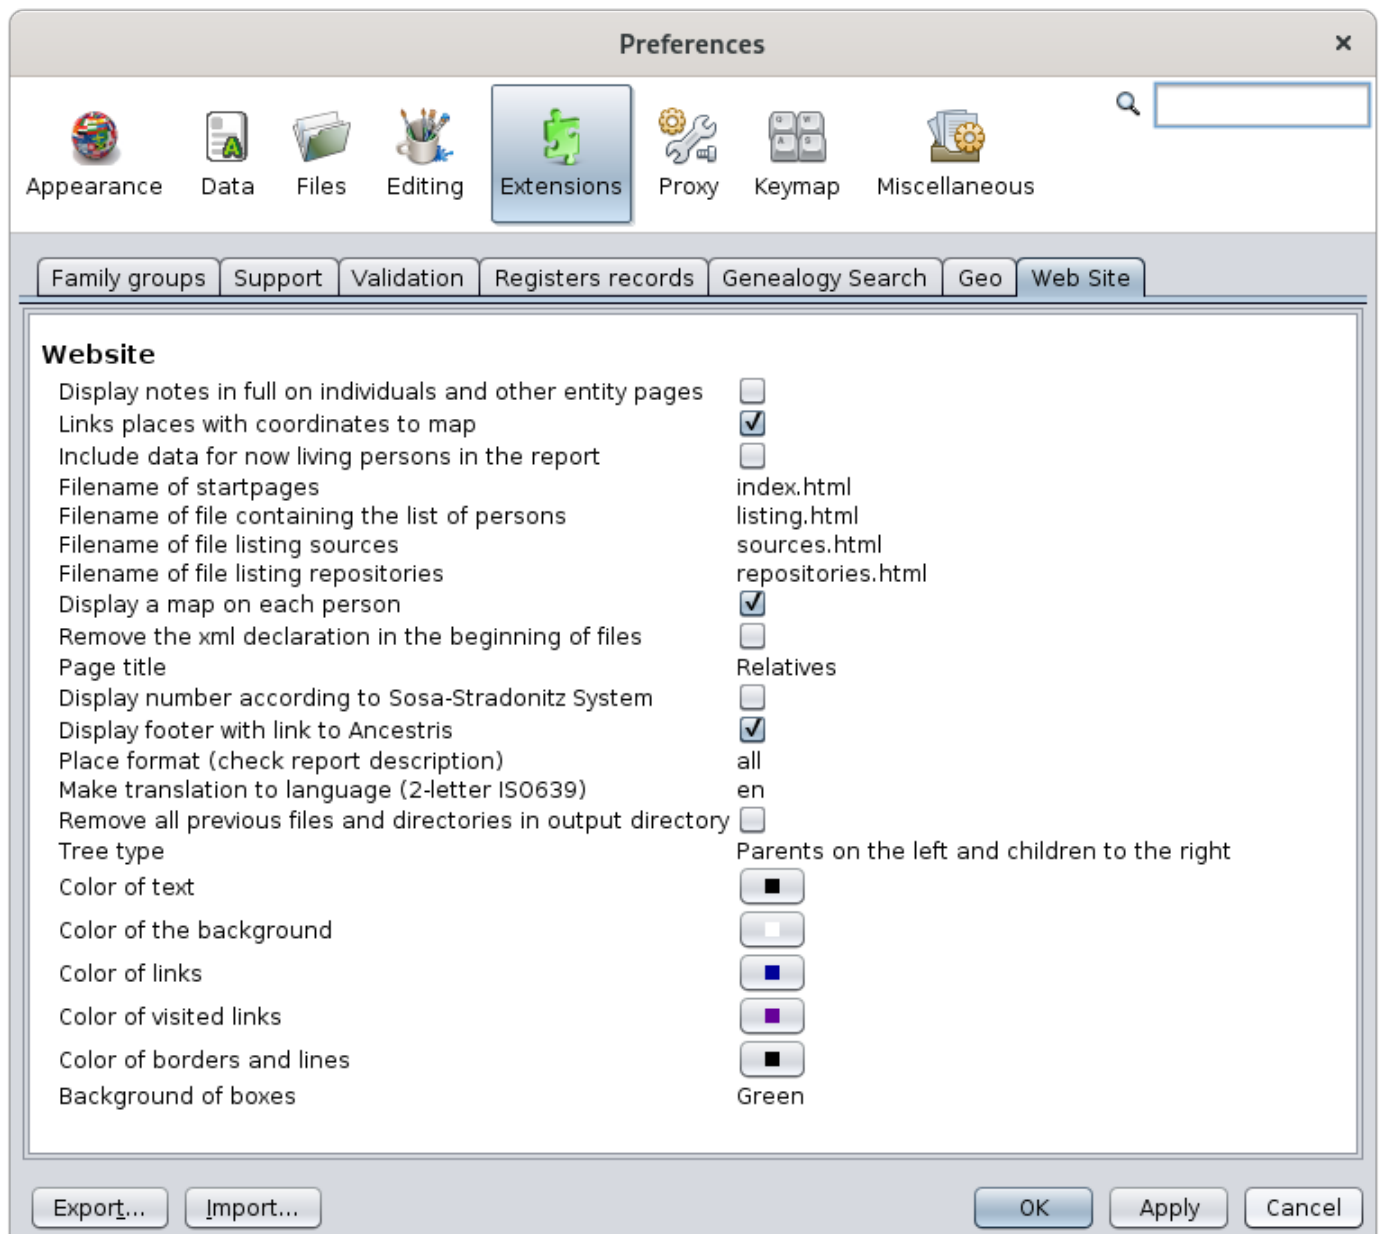 Preferences
Appearance Data Files Editing Extensions Proxy Keymap Miscellaneous
Family groups Support Validation Registers records Genealogy Search Geo Web Site
Website
Display notes in full on individuals and other entity pages
Links places with coordinates to map
Include data for now living persons in the report
Filename of startpages index.html
Filename of file containing the list of persons listing.html
Filename of file listing sources sources.html
Filename of file listing repositories repositories.html
Display a map on each person
Remove the xml declaration in the beginning of files
Page title Relatives
Display number according to Sosa-Stradonitz System
Display footer with link to Ancestris
Place format (check report description) all
Make translation to language (2-letter ISO639) en
Remove all previous files and directories in output directory
Tree type Parents on the left and children to the right
Color of text
Color of the background
Color of links
Color of visited links
Color of borders and lines
Background of boxes Green
Export... Import... OK Apply Cancel